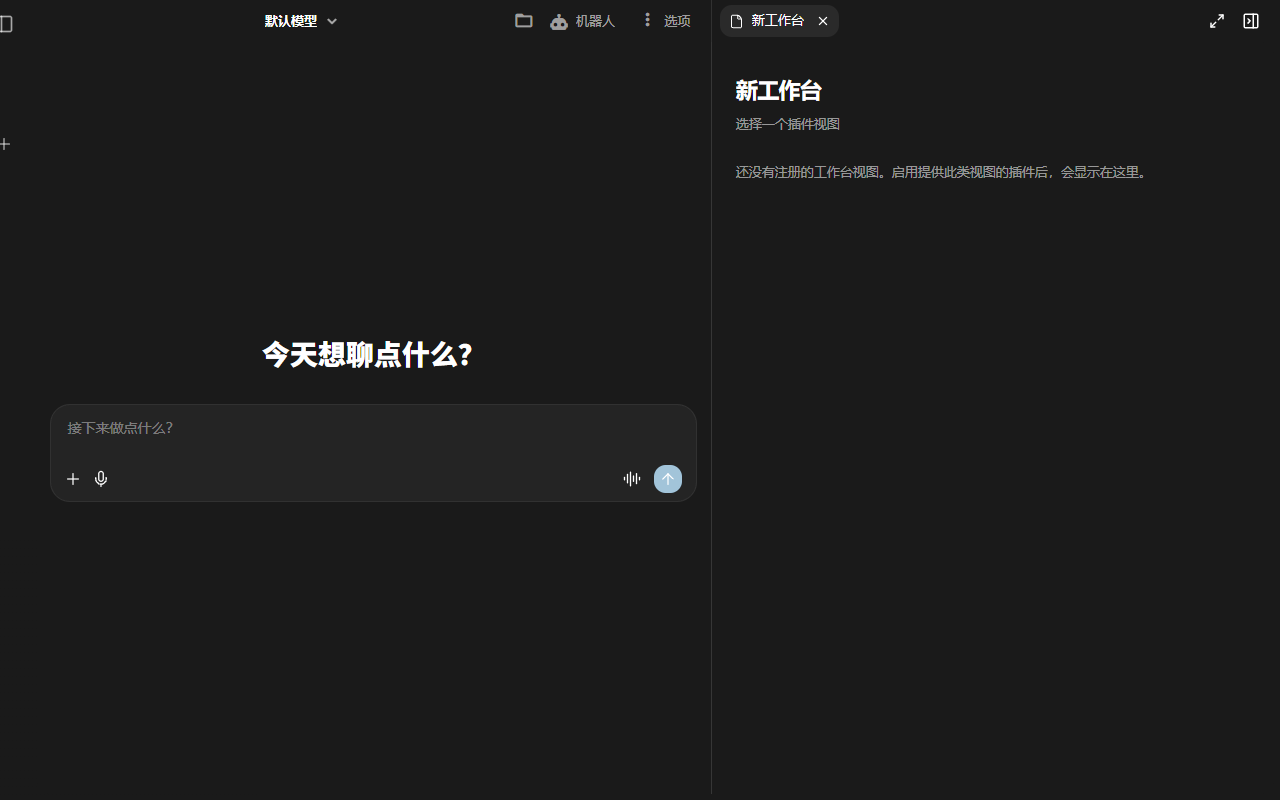 默认模型
机器人
选项
今天想聊点什么？
接下来做点什么？
新工作台
新工作台
选择一个插件视图
还没有注册的工作台视图。启用提供此类视图的插件后，会显示在这里。